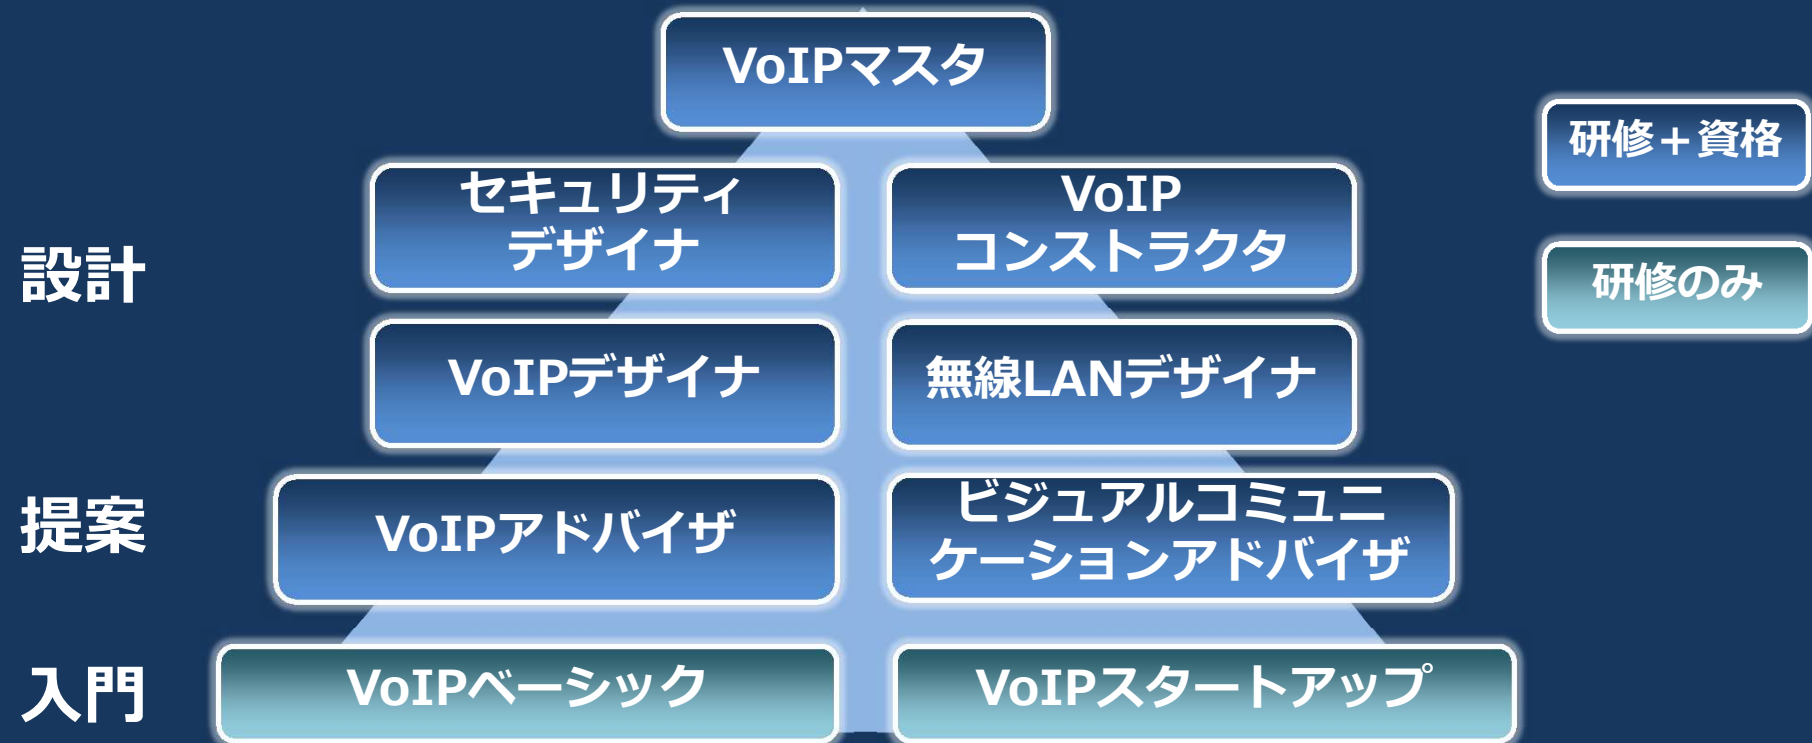 VoIPマスタ
研修＋資格
セキュリティ
デザイナ
VoIP
コンストラクタ
設計
研修のみ
VoIPデザイナ
無線LANデザイナ
提案
VoIPアドバイザ
ビジュアルコミュニ
ケーションアドバイザ
入門
VoIPベーシック
VoIPスタートアップ